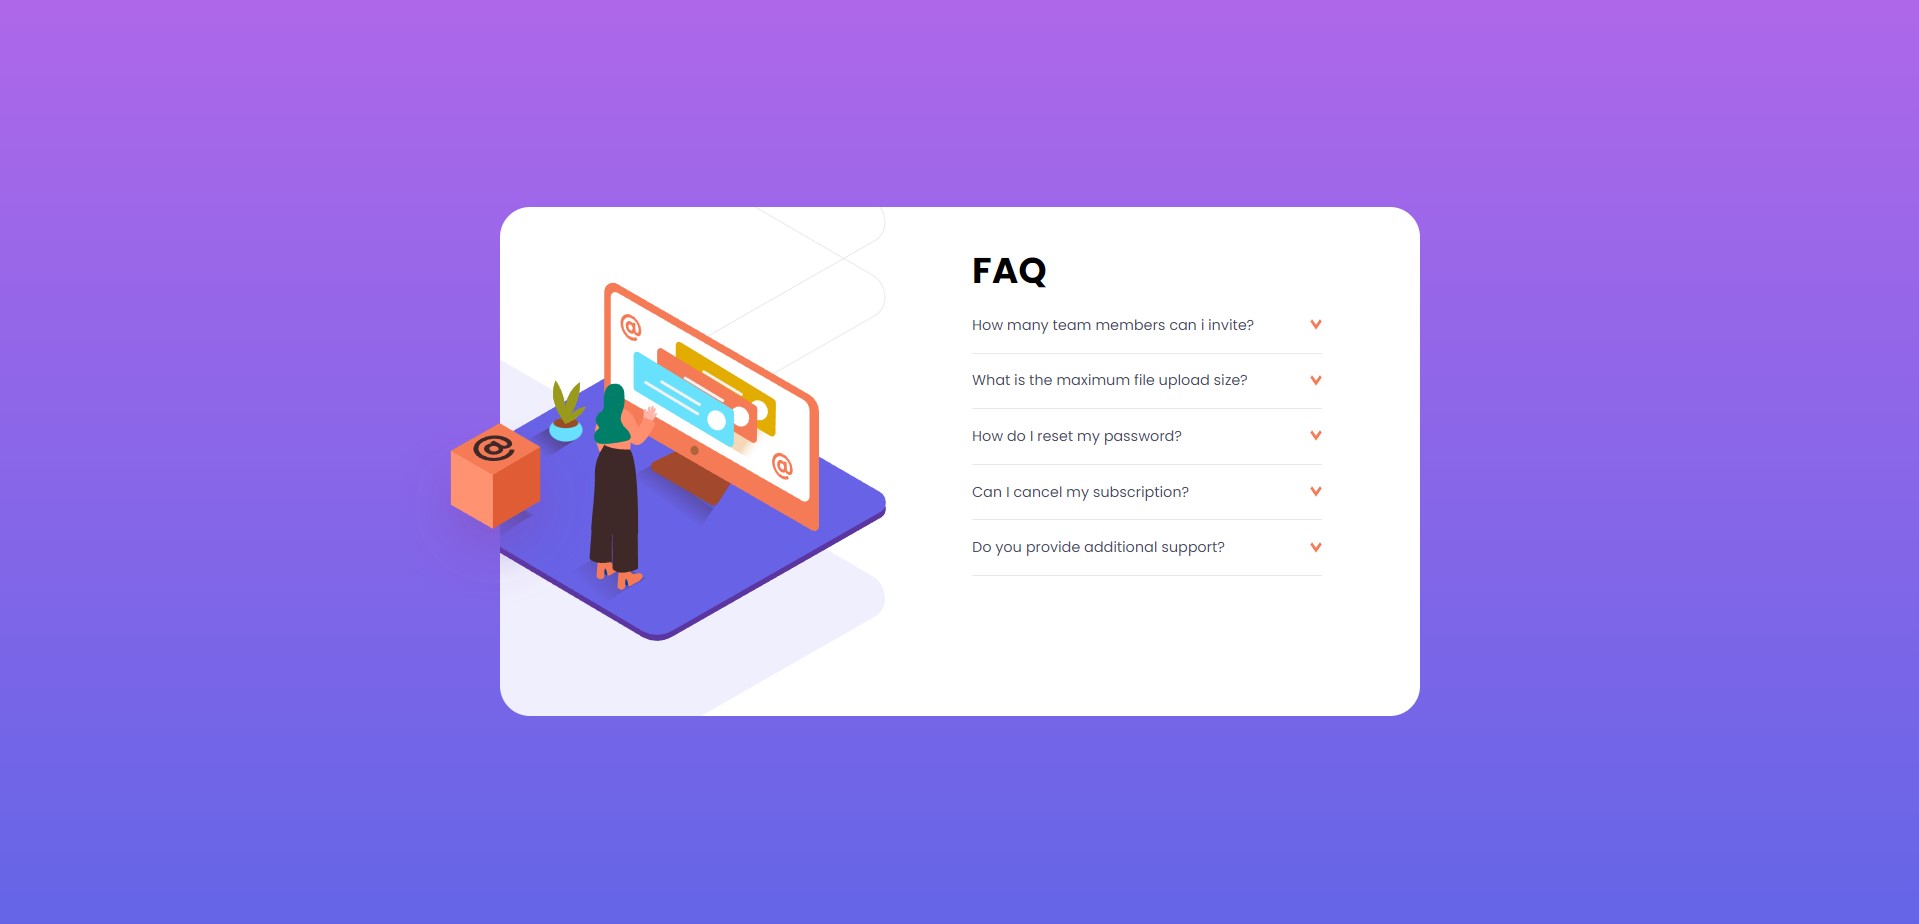 FAQ
How many team members can i invite?
What is the maximum file upload size?
How do I reset my password?
Can I cancel my subscription?
Do you provide additional support?
@
@
@